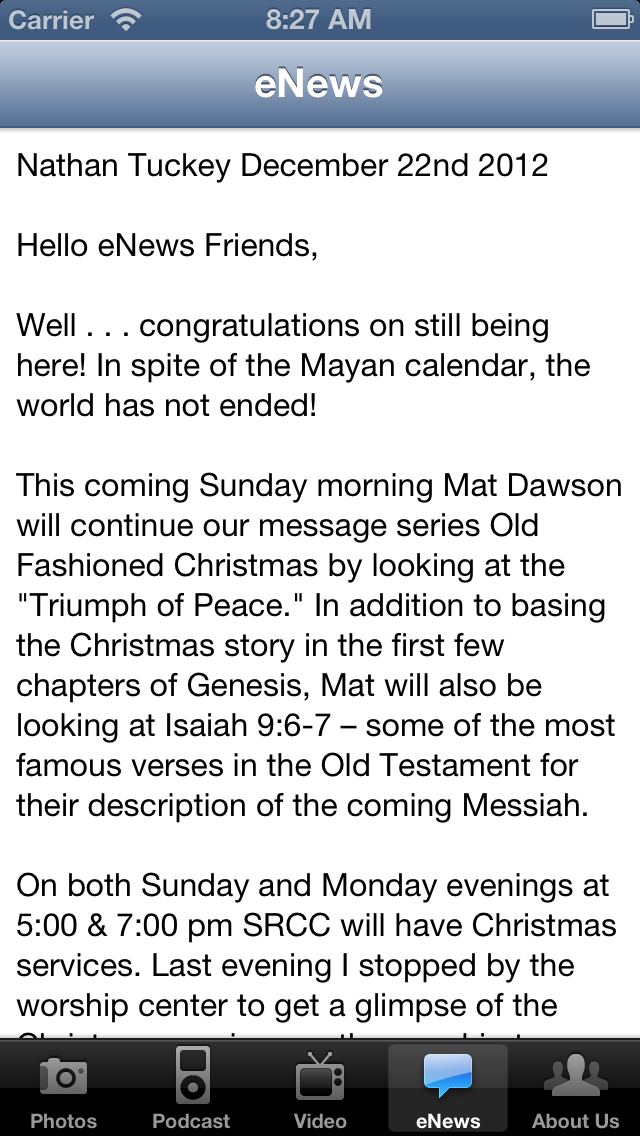 Carrier 8:27 AM
eNews
Nathan Tuckey December 22nd 2012
Hello eNews Friends,
Well . . . congratulations on still being
here! In spite of the Mayan calendar, the
world has not ended!
This coming Sunday morning Mat Dawson
will continue our message series Old
Fashioned Christmas by looking at the
"Triumph of Peace." In addition to basing
the Christmas story in the first few
chapters of Genesis, Mat will also be
looking at Isaiah 9:6-7 – some of the most
famous verses in the Old Testament for
their description of the coming Messiah.
On both Sunday and Monday evenings at
5:00 & 7:00 pm SRCC will have Christmas
services. Last evening I stopped by the
worship center to get a glimpse of the
Photos Podcast Video eNews About Us